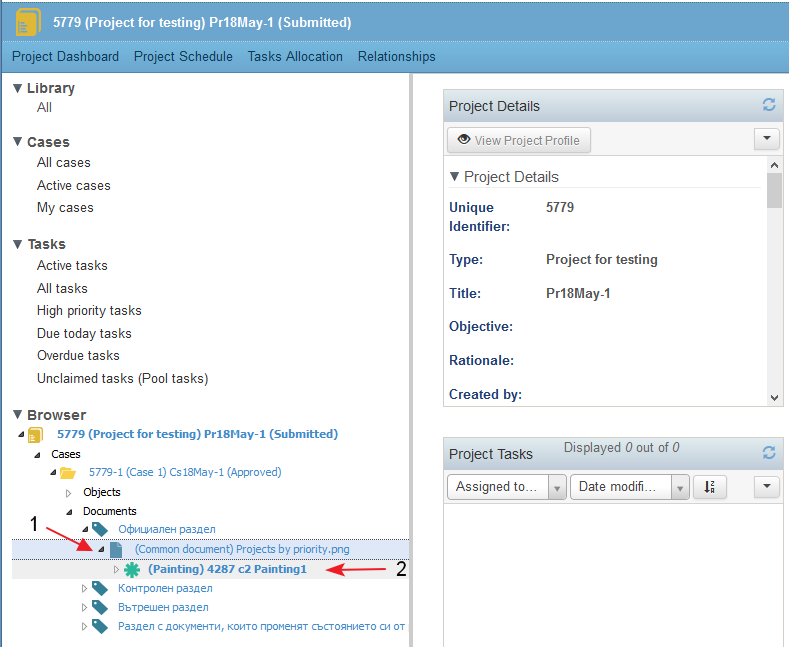 5779 (Project for testing) Pr18May-1 (Submitted)
Project Dashboard Project Schedule Tasks Allocation Relationships
Library
All
Cases
All cases
Active cases
My cases
Tasks
Active tasks
All tasks
High priority tasks
Due today tasks
Overdue tasks
Unclaimed tasks (Pool tasks)
Browser
5779 (Project for testing) Pr18May-1 (Submitted)
Cases
5779-1 (Case 1) Cs18May-1 (Approved)
Objects
Documents
Официален раздел
1
(Common document) Projects by priority.png
(Painting) 4287 c2 Painting1
2
Контролен раздел
Вътрешен раздел
Раздел с документи, които променят състоянието си от
Project Details
View Project Profile
Project Details
Unique Identifier: 5779
Type: Project for testing
Title: Pr18May-1
Objective:
Rationale:
Created by:
Project Tasks Displayed 0 out of 0
Assigned to... Date modifi...